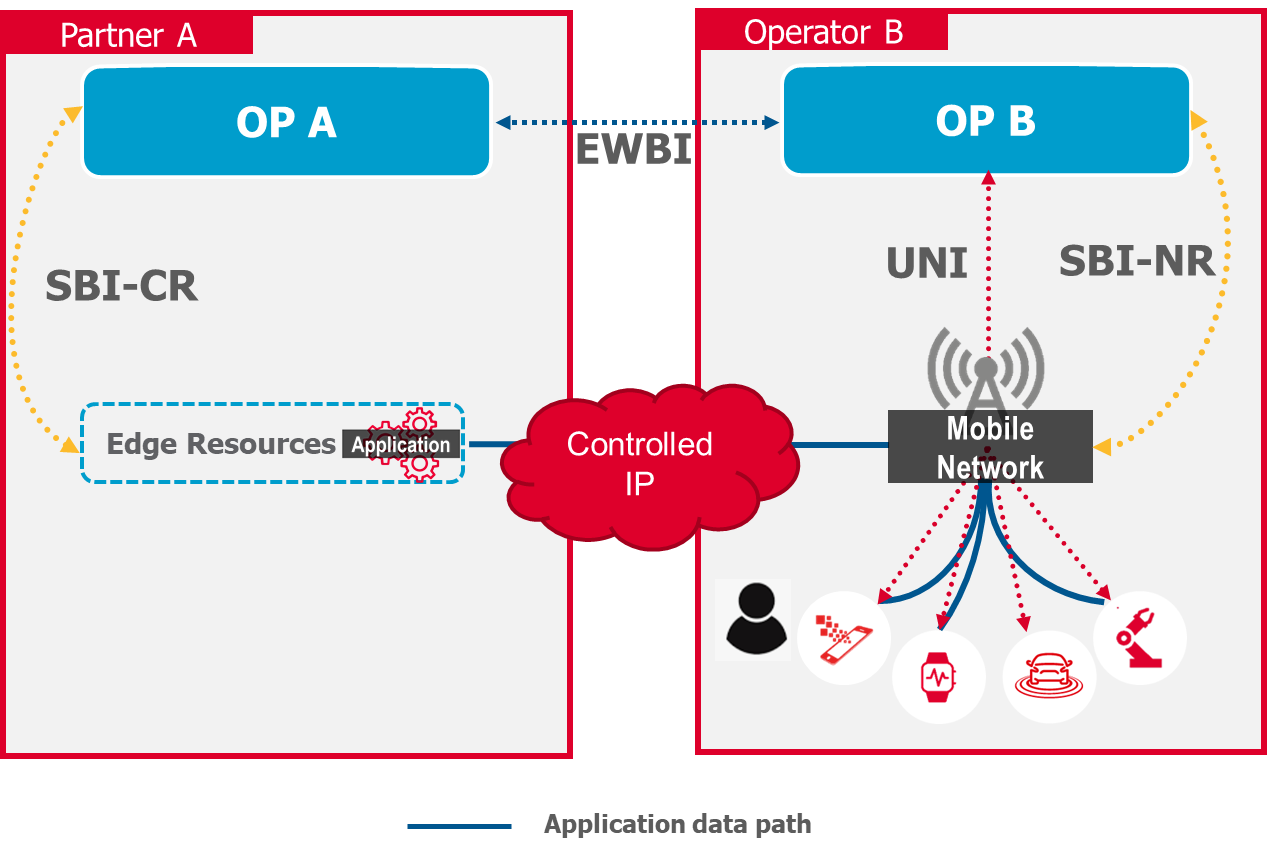 Partner A
Operator B
OP A
OP B
EWBI
SBI-CR
UNI
SBI-NR
Edge Resources
Application
Controlled
IP
Mobile
Network
Application data path